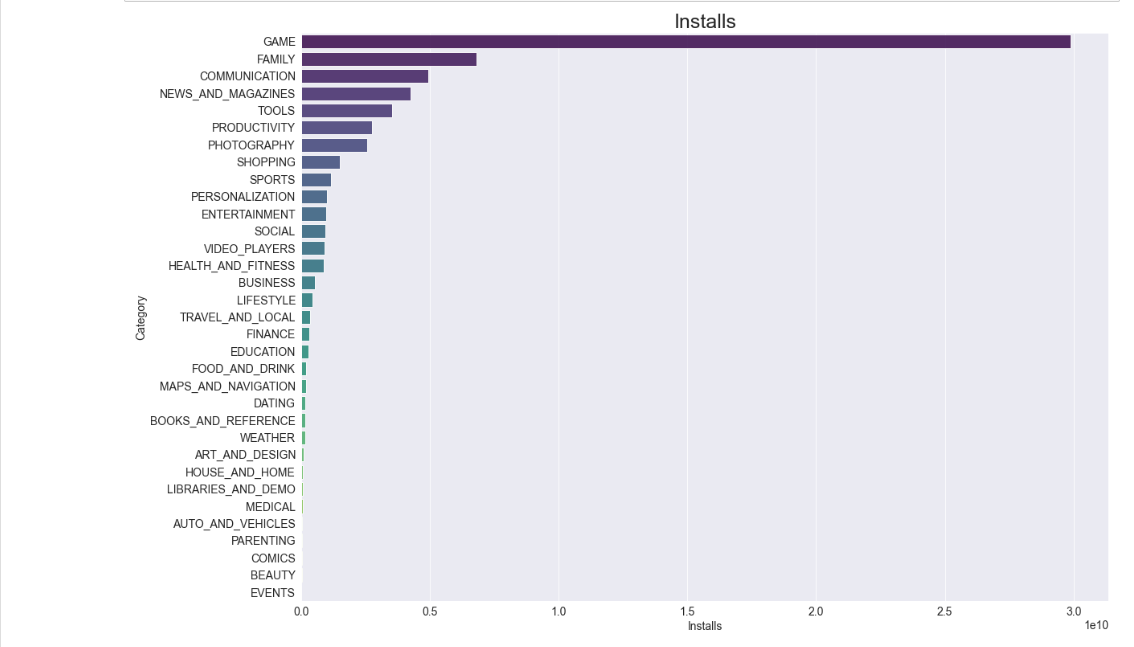 Installs
GAME
FAMILY
COMMUNICATION
NEWS_AND_MAGAZINES
TOOLS
PRODUCTIVITY
PHOTOGRAPHY
SHOPPING
SPORTS
PERSONALIZATION
ENTERTAINMENT
SOCIAL
VIDEO_PLAYERS
HEALTH_AND_FITNESS
BUSINESS
LIFESTYLE
TRAVEL_AND_LOCAL
FINANCE
EDUCATION
FOOD_AND_DRINK
MAPS_AND_NAVIGATION
DATING
BOOKS_AND_REFERENCE
WEATHER
ART_AND_DESIGN
HOUSE_AND_HOME
LIBRARIES_AND_DEMO
MEDICAL
AUTO_AND_VEHICLES
PARENTING
COMICS
BEAUTY
EVENTS
Category
0.0 0.5 1.0 1.5 2.0 2.5 3.0
1e10
Installs